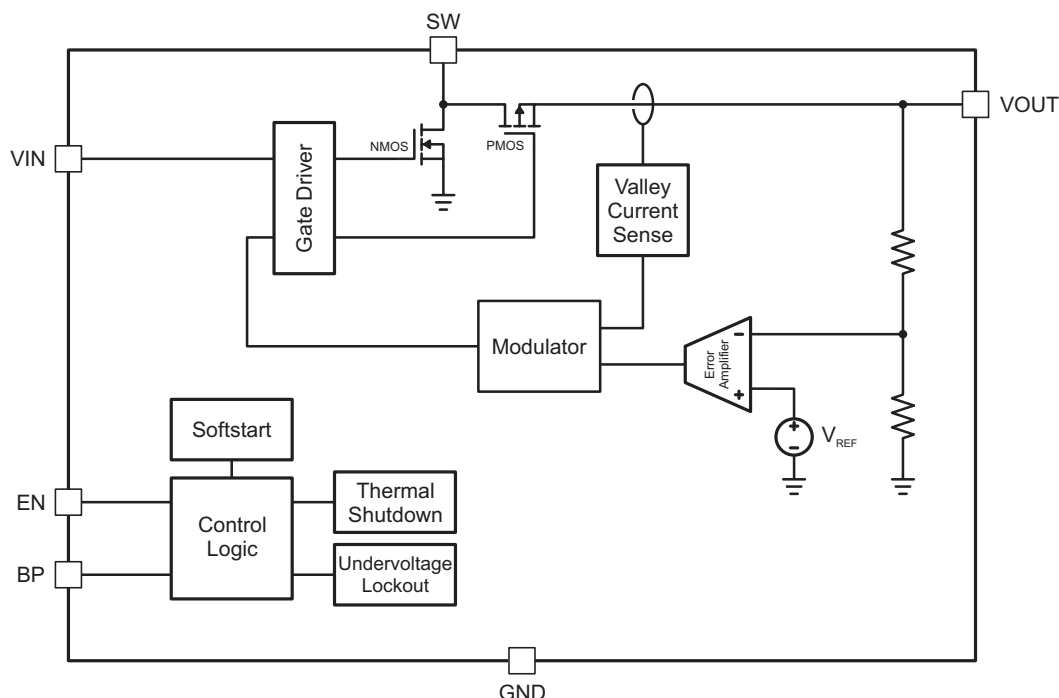 SW
VOUT
VIN
Gate Driver
NMOS
PMOS
Valley
Current
Sense
Modulator
Error
Amplifier
-
+
+
-
VREF
Softstart
EN
Control
Logic
Thermal
Shutdown
BP
Undervoltage
Lockout
GND